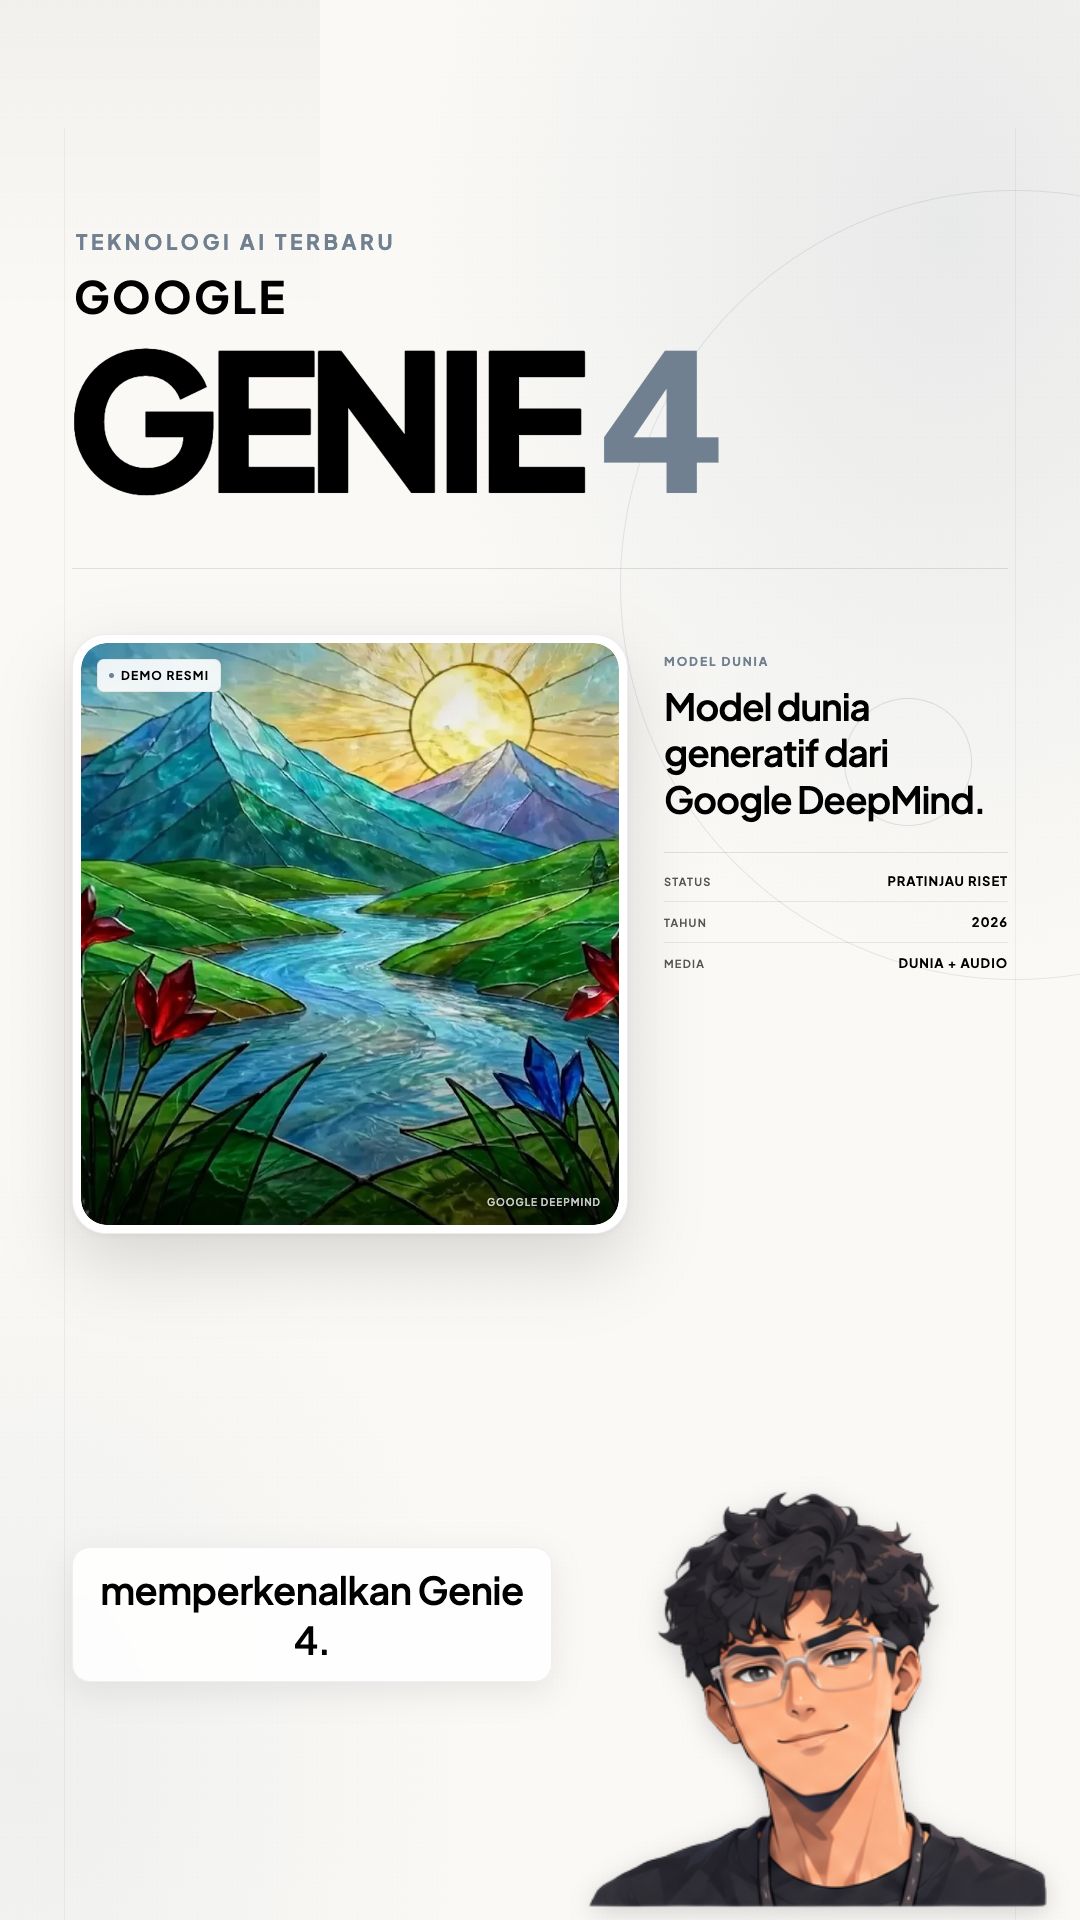 TEKNOLOGI AI TERBARU
GOOGLE
GENIE 4
DEMO RESMI
GOOGLE DEEPMIND
MODEL DUNIA
Model dunia
generatif dari
Google DeepMind.
STATUS PRATINJAU RISET
TAHUN 2026
MEDIA DUNIA + AUDIO
memperkenalkan Genie
4.